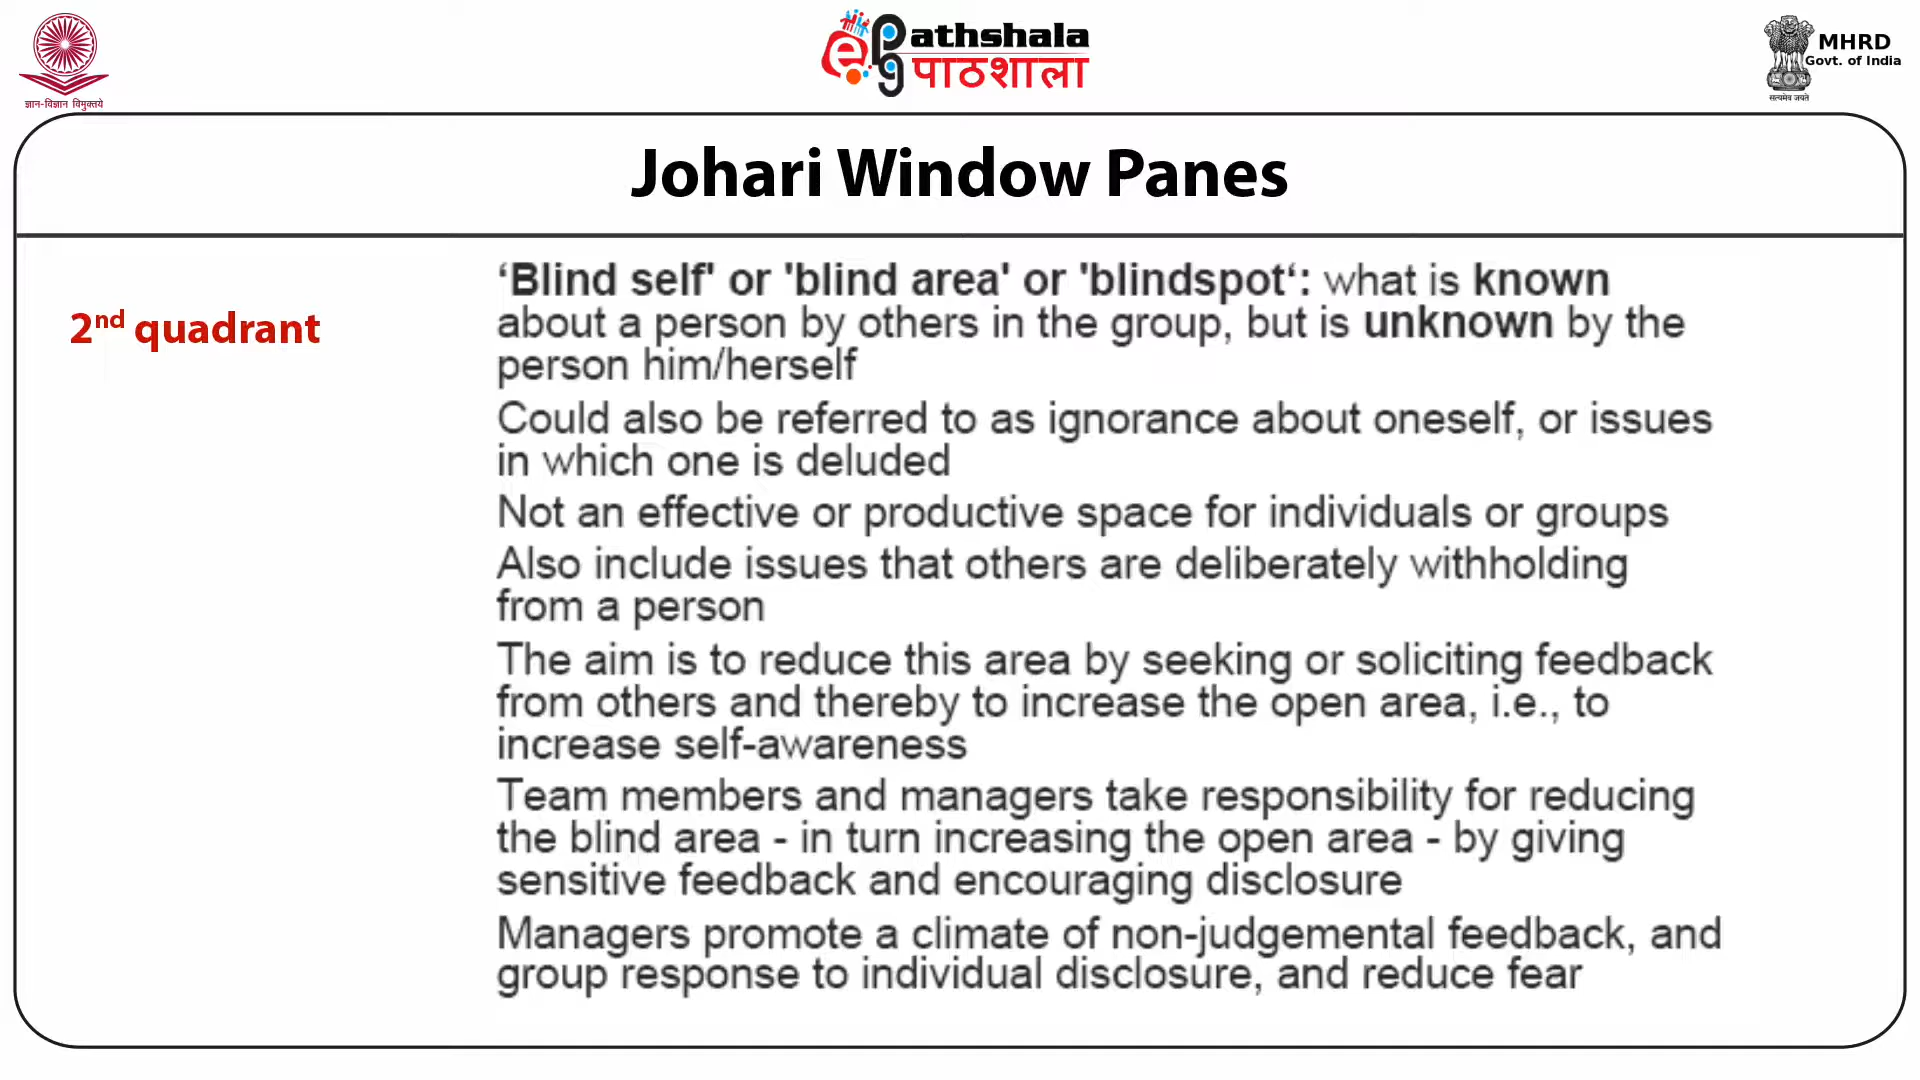 ज्ञान-विज्ञान विमुक्तये
ePathshala
पाठशाला
MHRD
Govt. of India
सत्यमेव जयते
Johari Window Panes
2nd quadrant
‘Blind self' or 'blind area' or 'blindspot‘: what is known
about a person by others in the group, but is unknown by the
person him/herself
Could also be referred to as ignorance about oneself, or issues
in which one is deluded
Not an effective or productive space for individuals or groups
Also include issues that others are deliberately withholding
from a person
The aim is to reduce this area by seeking or soliciting feedback
from others and thereby to increase the open area, i.e., to
increase self-awareness
Team members and managers take responsibility for reducing
the blind area - in turn increasing the open area - by giving
sensitive feedback and encouraging disclosure
Managers promote a climate of non-judgemental feedback, and
group response to individual disclosure, and reduce fear